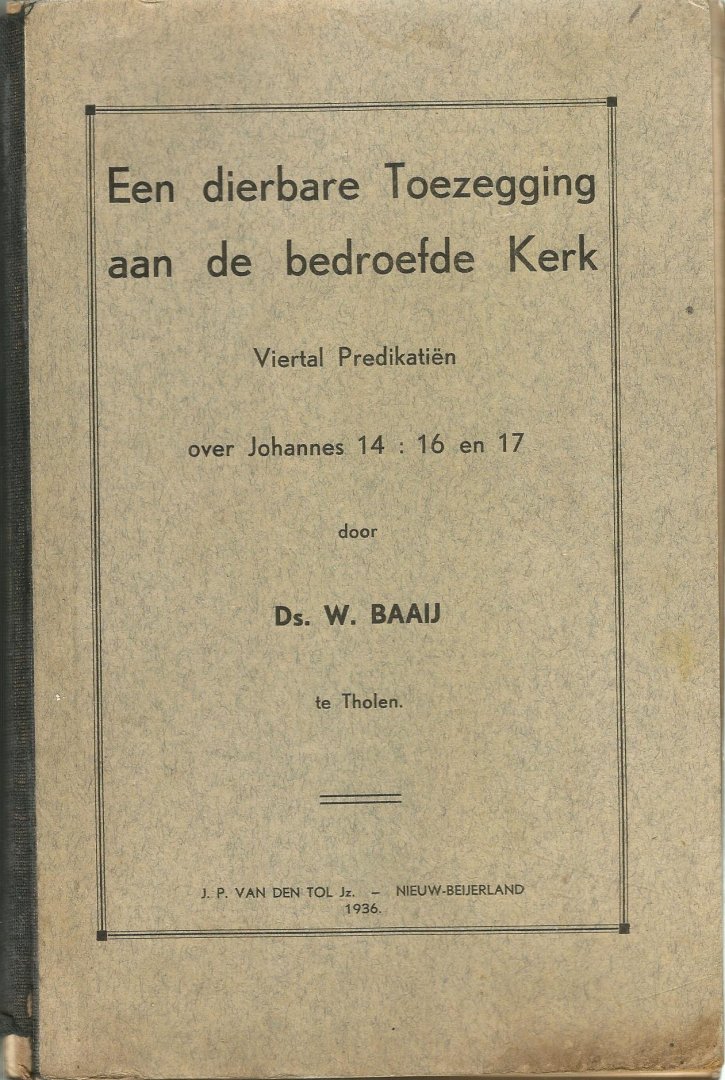 Een dierbare Toezegging
aan de bedroefde Kerk
Viertal Predikatiën
over Johannes 14 : 16 en 17
door
Ds. W. BAAIJ
te Tholen.
J. P. VAN DEN TOL Jz. – NIEUW-BEIJERLAND
1936.